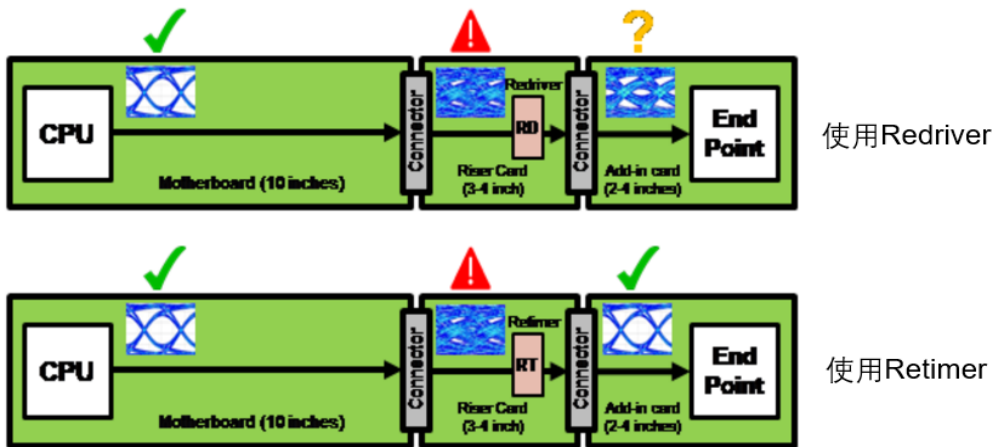 ?
Redriver
CPU
Connector
RD
Connector
End
Point
使用Redriver
Motherboard (10 inches)
Riser Card
(3-4 inch)
Add-in card
(2-4 inches)
Retimer
CPU
Connector
RT
Connector
End
Point
使用Retimer
Motherboard (10 inches)
Riser Card
(3-4 inch)
Add-in card
(2-4 inches)